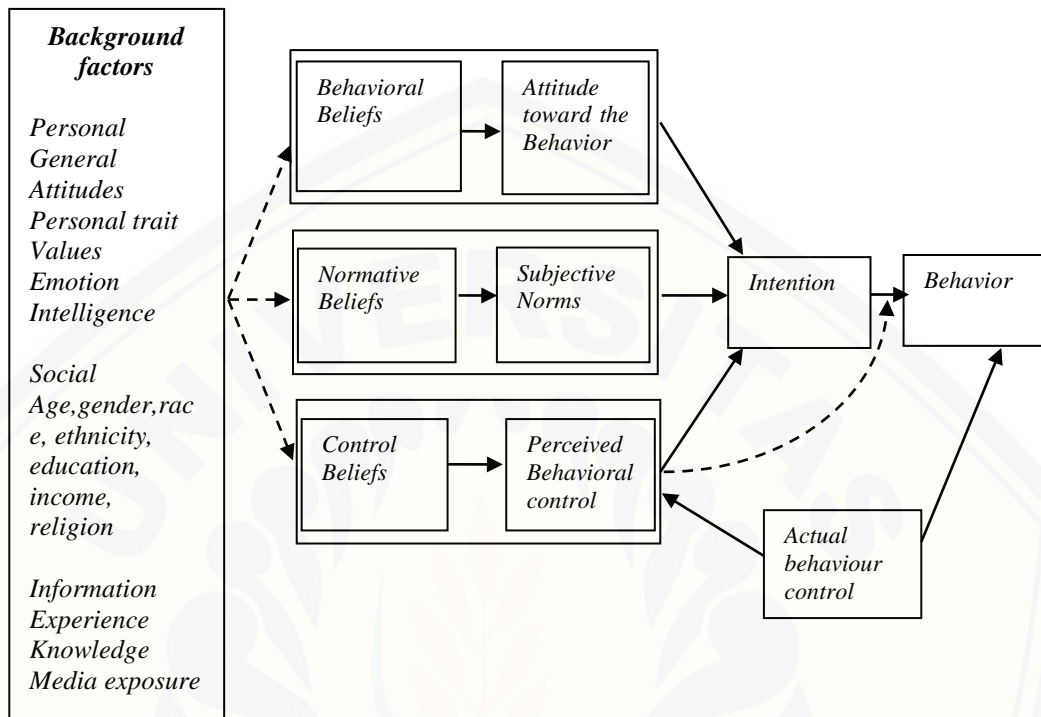 Background
factors
Personal
General
Attitudes
Personal trait
Values
Emotion
Intelligence
Social
Age,gender,rac
e, ethnicity,
education,
income,
religion
Information
Experience
Knowledge
Media exposure
Behavioral
Beliefs
Attitude
toward the
Behavior
Normative
Beliefs
Subjective
Norms
Control
Beliefs
Perceived
Behavioral
control
Intention
Behavior
Actual
behaviour
control
UNIVERSITAS